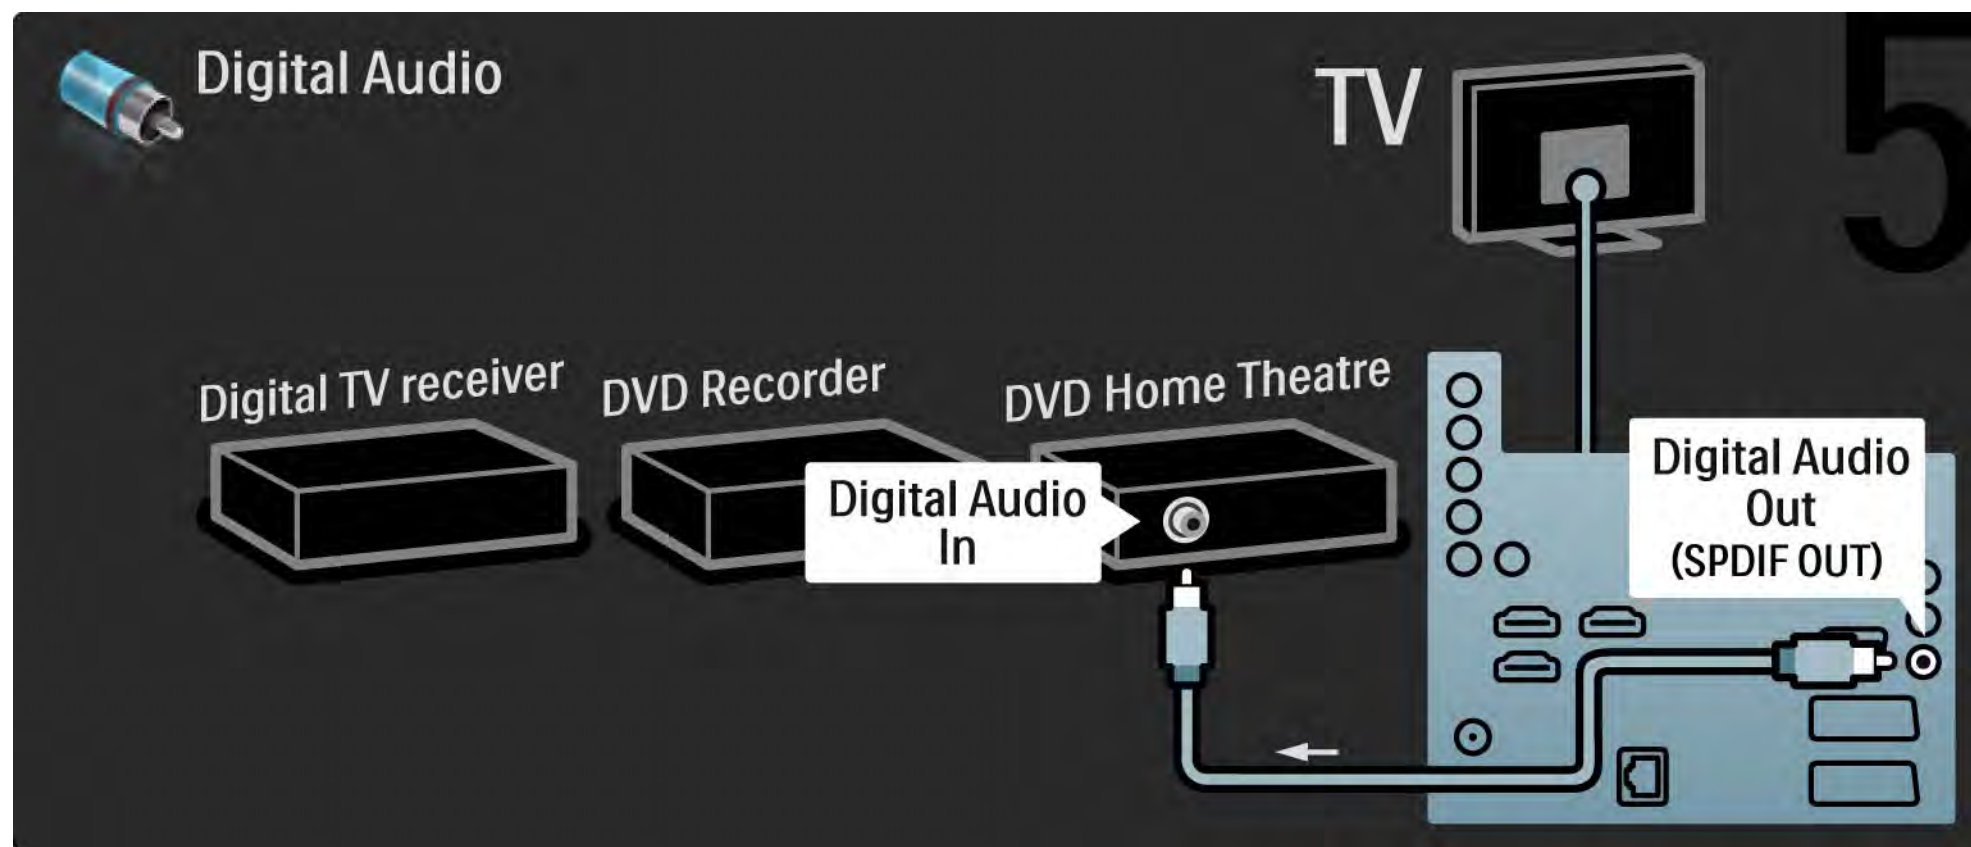 Digital Audio
TV
5
Digital TV receiver
DVD Recorder
DVD Home Theatre
Digital Audio
In
Digital Audio
Out
(SPDIF OUT)